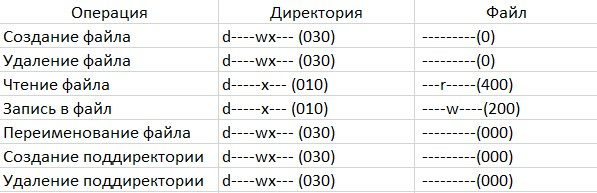 Операция Директория Файл
Создание файла d----wx--- (030) ---------(0)
Удаление файла d----wx--- (030) ---------(0)
Чтение файла d-----x--- (010) ---r-----(400)
Запись в файл d-----x--- (010) ----w----(200)
Переименование файла d----wx--- (030) ---------(000)
Создание поддиректории d----wx--- (030) ---------(000)
Удаление поддиректории d----wx--- (030) ---------(000)